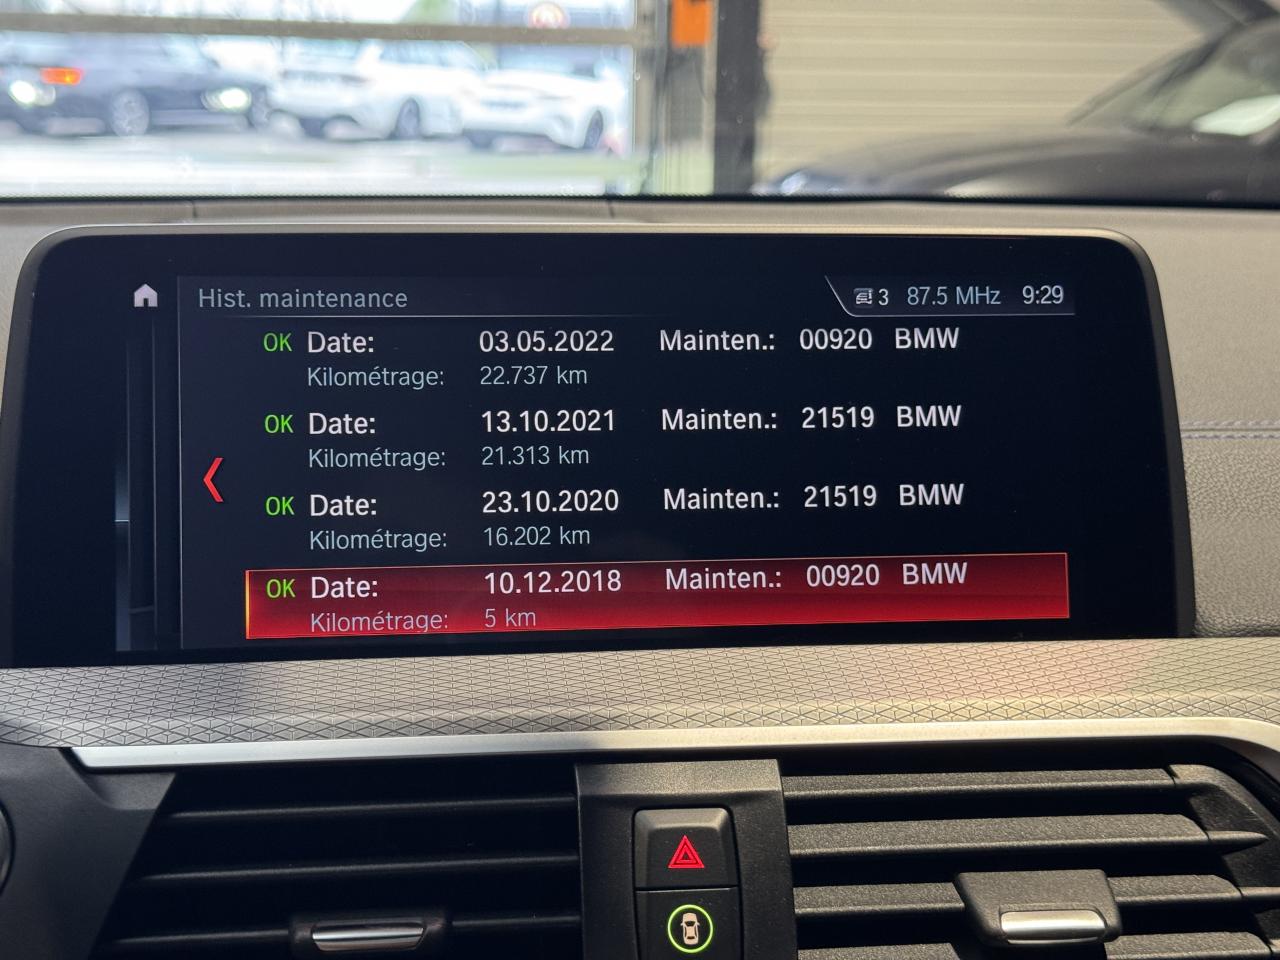 Hist. maintenance 3 87.5 MHz 9:29
OK Date: 03.05.2022 Mainten.: 00920 BMW
Kilométrage: 22.737 km
OK Date: 13.10.2021 Mainten.: 21519 BMW
Kilométrage: 21.313 km
OK Date: 23.10.2020 Mainten.: 21519 BMW
Kilométrage: 16.202 km
OK Date: 10.12.2018 Mainten.: 00920 BMW
Kilométrage: 5 km